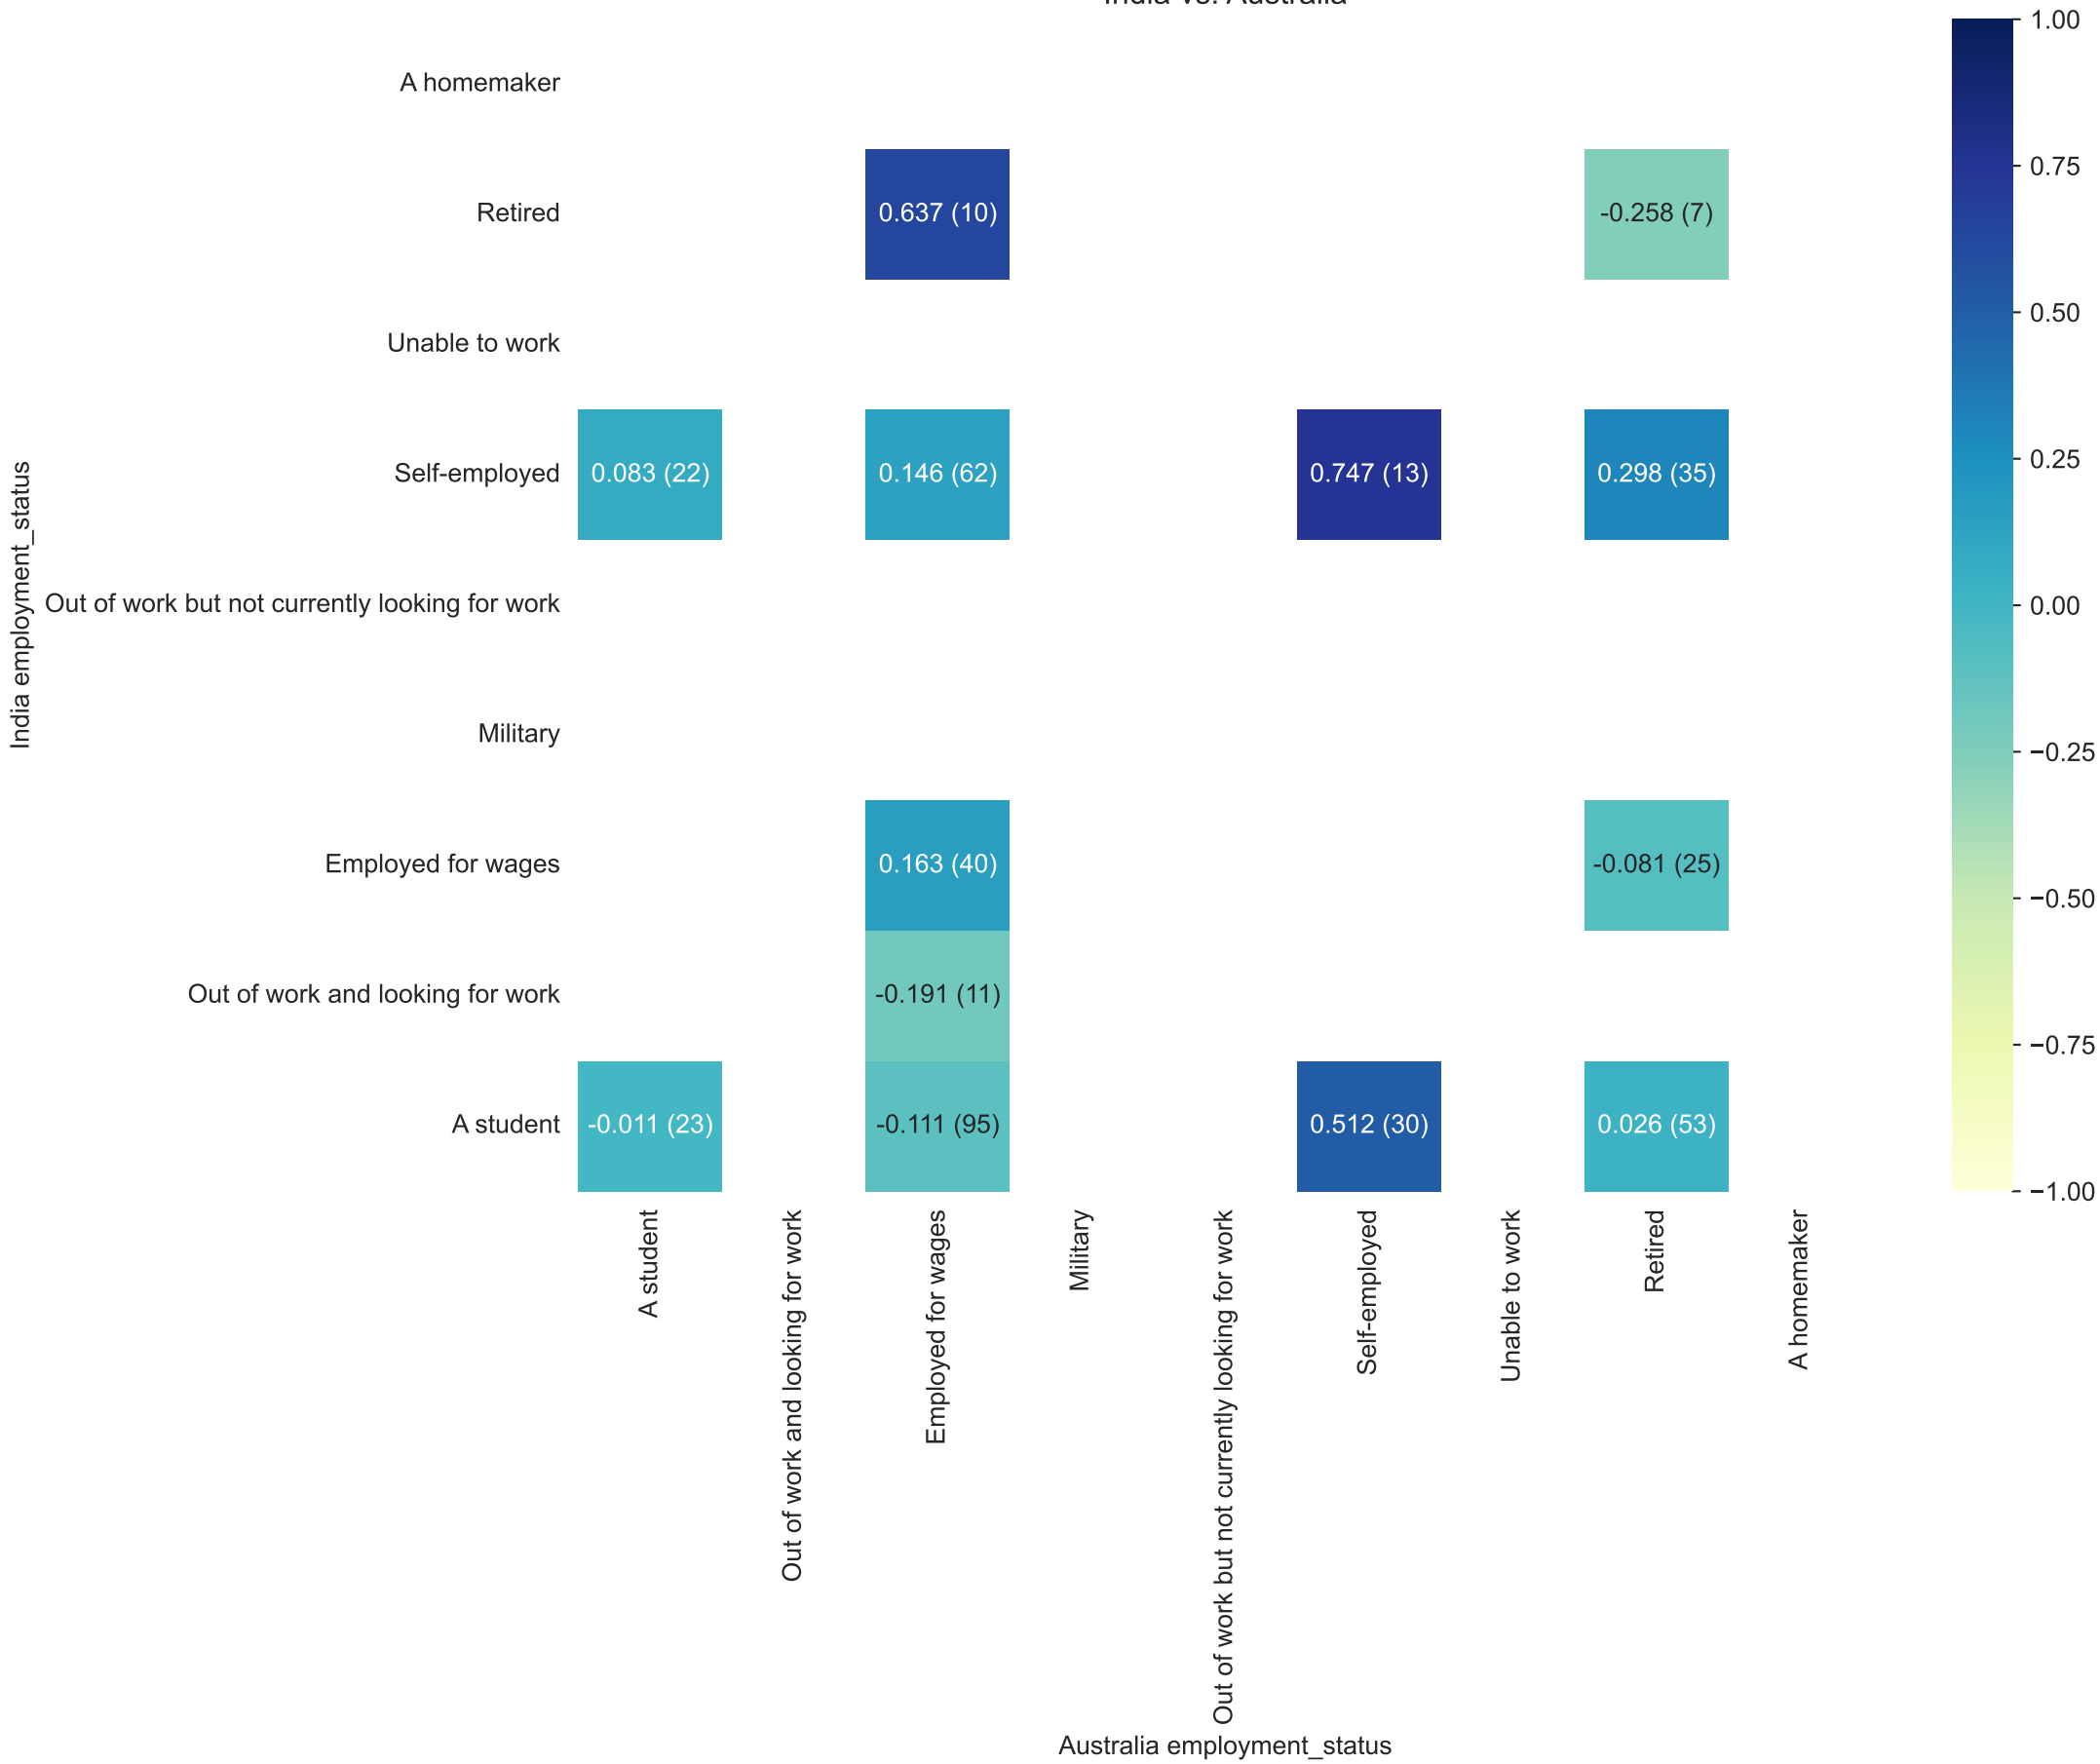 India vs. Australia
A homemaker
Retired
0.637 (10)
-0.258 (7)
Unable to work
Self-employed
0.083 (22)
0.146 (62)
0.747 (13)
0.298 (35)
Out of work but not currently looking for work
Military
Employed for wages
0.163 (40)
-0.081 (25)
Out of work and looking for work
-0.191 (11)
A student
-0.011 (23)
-0.111 (95)
0.512 (30)
0.026 (53)
India employment_status
A student
Out of work and looking for work
Employed for wages
Military
Out of work but not currently looking for work
Self-employed
Unable to work
Retired
A homemaker
Australia employment_status
1.00
0.75
0.50
0.25
0.00
−0.25
−0.50
−0.75
−1.00